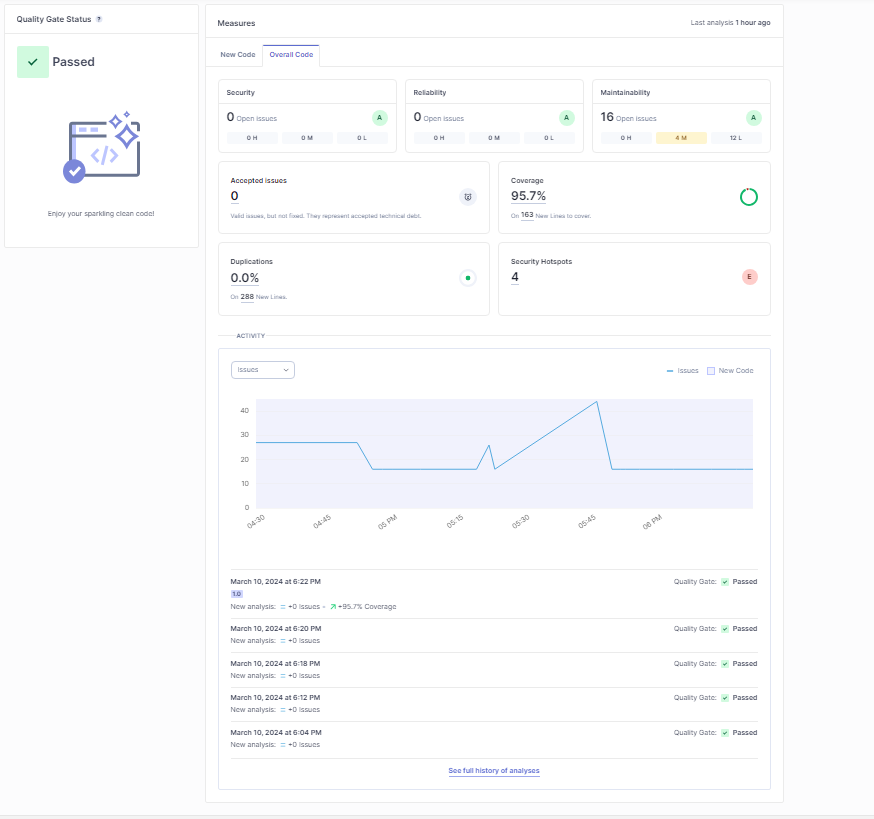 Quality Gate Status ?
Passed
Enjoy your sparkling clean code!
Measures
Last analysis 1 hour ago
New Code
Overall Code
Security
0 Open issues
A
0 H
0 M
0 L
Reliability
0 Open issues
A
0 H
0 M
0 L
Maintainability
16 Open issues
A
0 H
4 M
12 L
Accepted issues
0
Valid issues, but not fixed. They represent accepted technical debt.
Coverage
95.7%
On 163 New Lines to cover.
Duplications
0.0%
On 288 New Lines.
Security Hotspots
4
E
ACTIVITY
Issues
Issues
New Code
40
30
20
10
0
04:30
04:45
05 PM
05:15
05:30
05:45
06 PM
March 10, 2024 at 6:22 PM
Quality Gate: Passed
1.0
New analysis: = +0 Issues • +95.7% Coverage
March 10, 2024 at 6:20 PM
Quality Gate: Passed
New analysis: = +0 Issues
March 10, 2024 at 6:18 PM
Quality Gate: Passed
New analysis: = +0 Issues
March 10, 2024 at 6:12 PM
Quality Gate: Passed
New analysis: = +0 Issues
March 10, 2024 at 6:04 PM
Quality Gate: Passed
New analysis: = +0 Issues
See full history of analyses